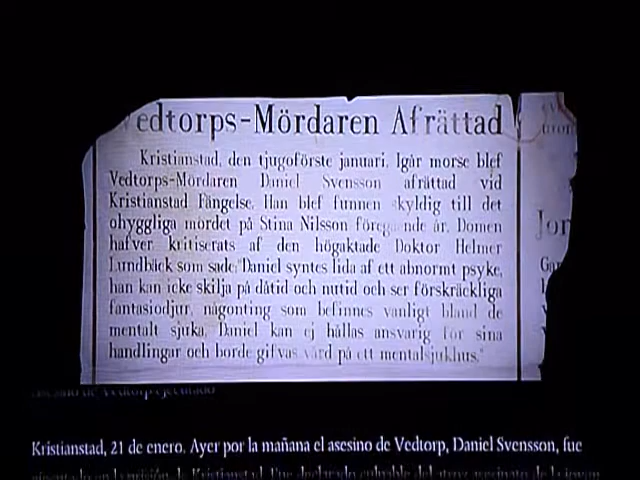 Vedtorps-Mördaren Afrättad
Kristianstad, den tjugoförste januari. Igår morse blef
Vedtorps-Mördaren Daniel Svensson afrättad vid
Kristianstad Fängelse. Han blef funnen skyldig till det
ohyggliga mordet på Stina Nilsson föregående år. Domen
hafver kritiserats af den högaktade Doktor Helmer
Lundbäck som sade:"Daniel syntes lida af ett abnormt psyke,
han kan icke skilja på dåtid och nutid och ser förskräckliga
fantasiodjur, någonting som befinnes vanligt bland de
mentalt sjuka. Daniel kan ej hållas ansvarig för sina
handlingar och borde gifvas vård på ett mentalsjukhus."
Jor
Kristianstad, 21 de enero. Ayer por la mañana el asesino de Vedtorp, Daniel Svensson, fue